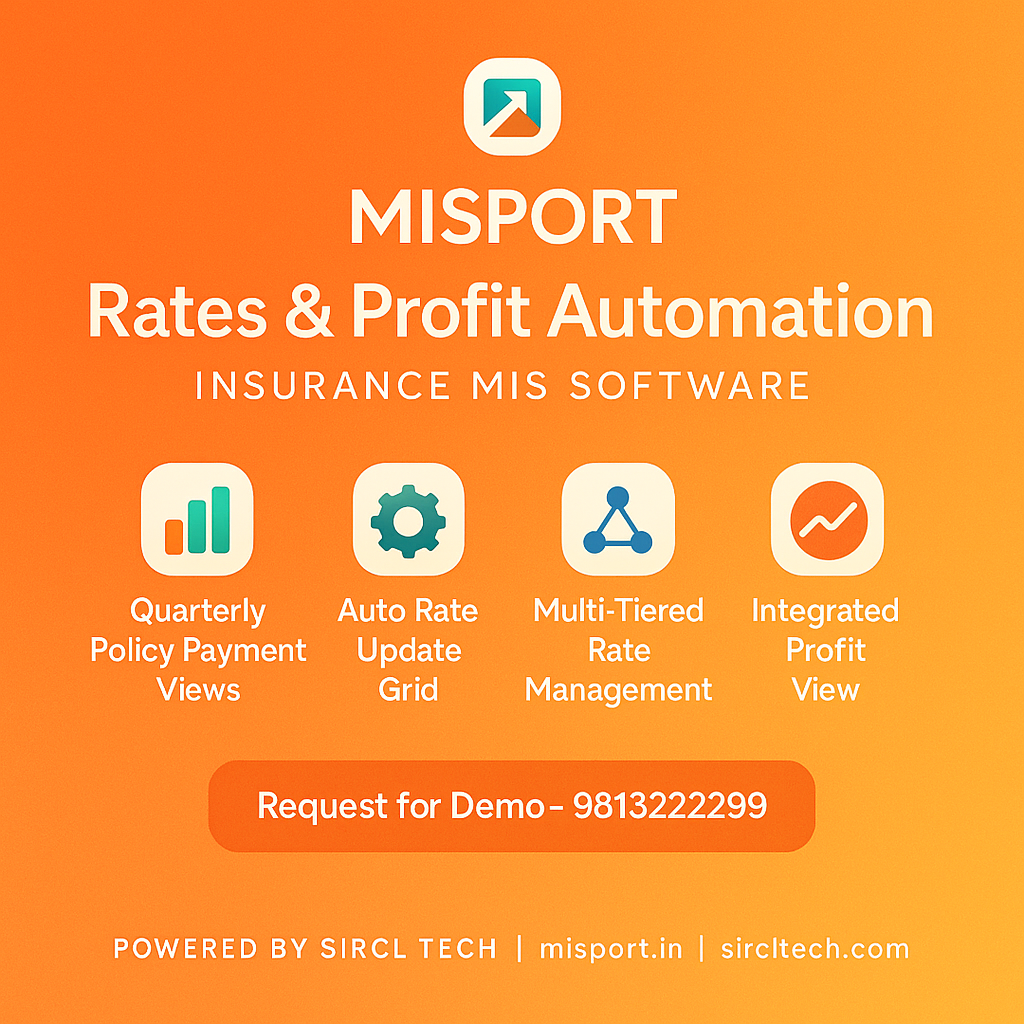 MISPORT
Rates & Profit Automation
INSURANCE MIS SOFTWARE
Quarterly
Policy Payment
Views
Auto Rate
Update
Grid
Multi-Tiered
Rate
Management
Integrated
Profit
View
Request for Demo– 9813222299
POWERED BY SIRCL TECH | misport.in | sircltech.com